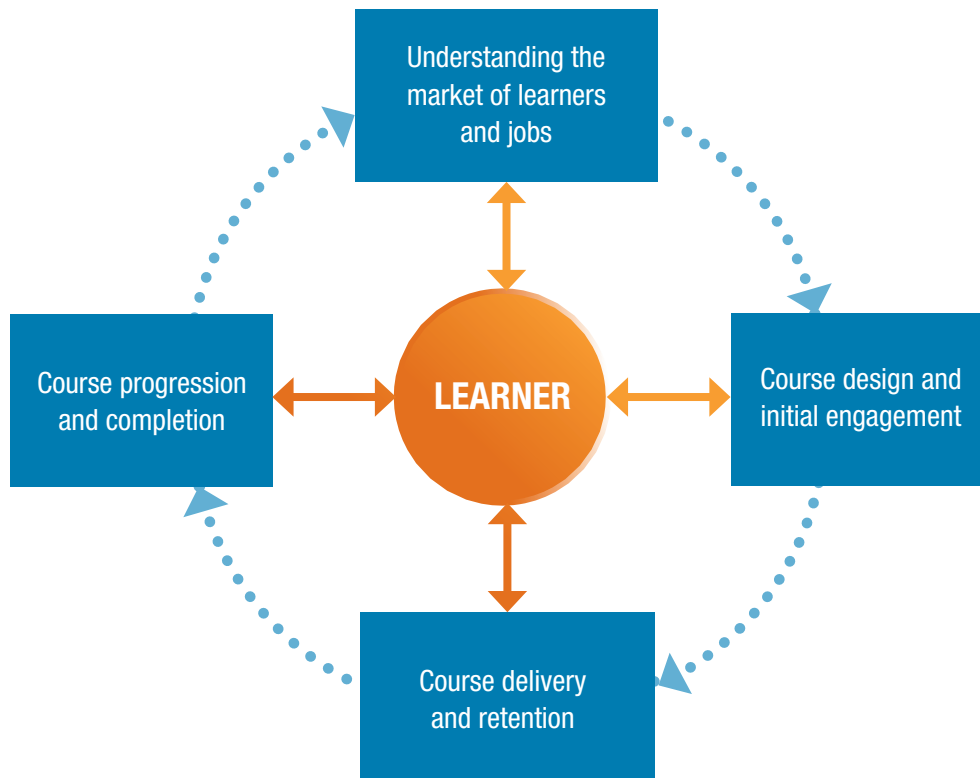 Understanding the
market of learners
and jobs
Course progression
and completion
LEARNER
Course design and
initial engagement
Course delivery
and retention